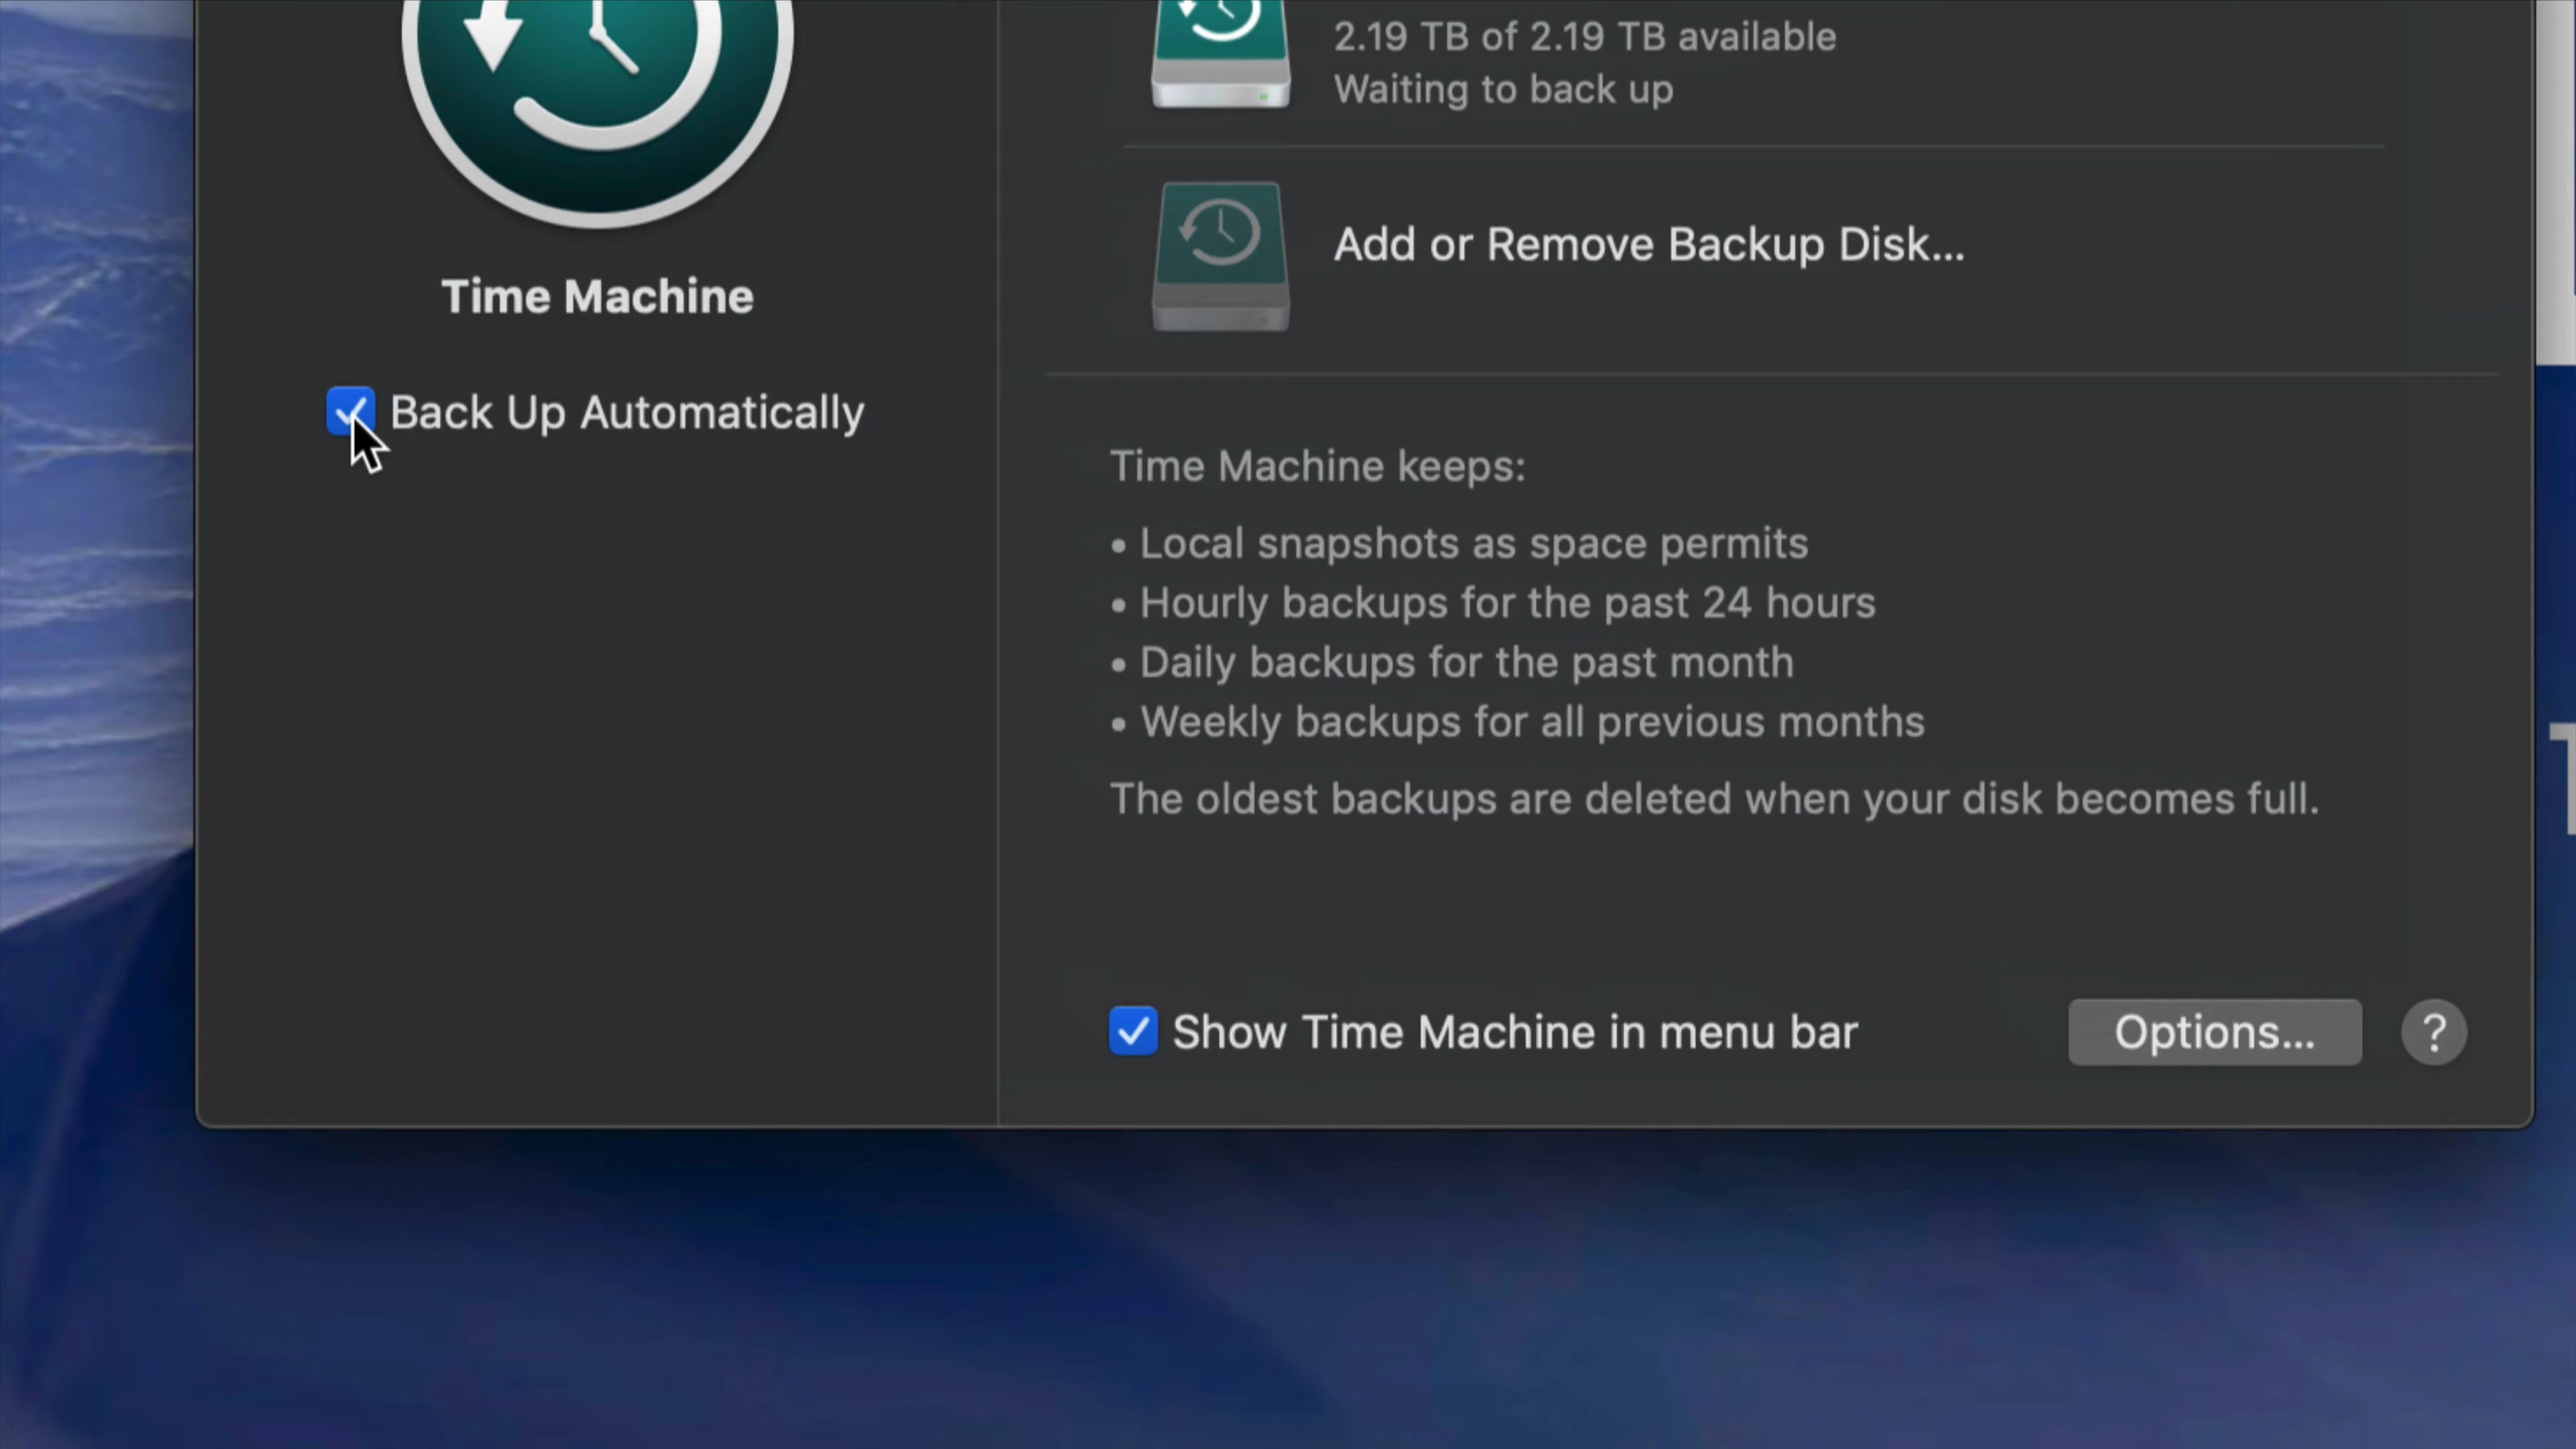 2.19 TB of 2.19 TB available
Waiting to back up
Add or Remove Backup Disk...
Time Machine
Back Up Automatically
Time Machine keeps:
• Local snapshots as space permits
• Hourly backups for the past 24 hours
• Daily backups for the past month
• Weekly backups for all previous months
The oldest backups are deleted when your disk becomes full.
Show Time Machine in menu bar
Options...
?